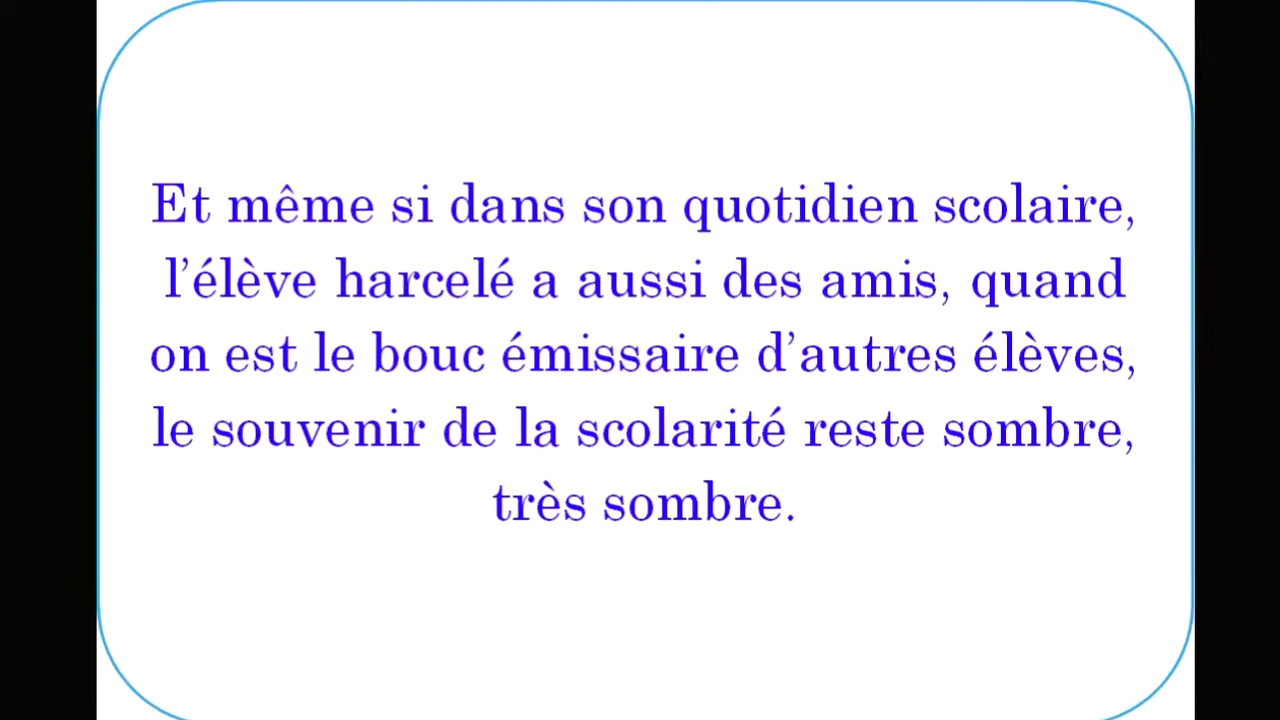 Et même si dans son quotidien scolaire,
l’élève harcelé a aussi des amis, quand
on est le bouc émissaire d’autres élèves,
le souvenir de la scolarité reste sombre,
très sombre.